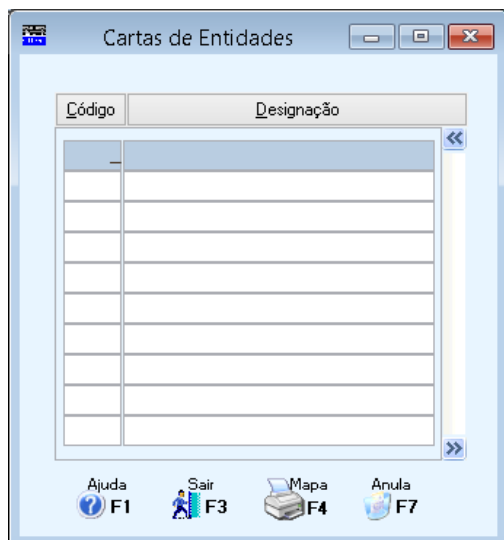 Cartas de Entidades
Código Designação
Ajuda Sair Mapa Anula
F1 F3 F4 F7